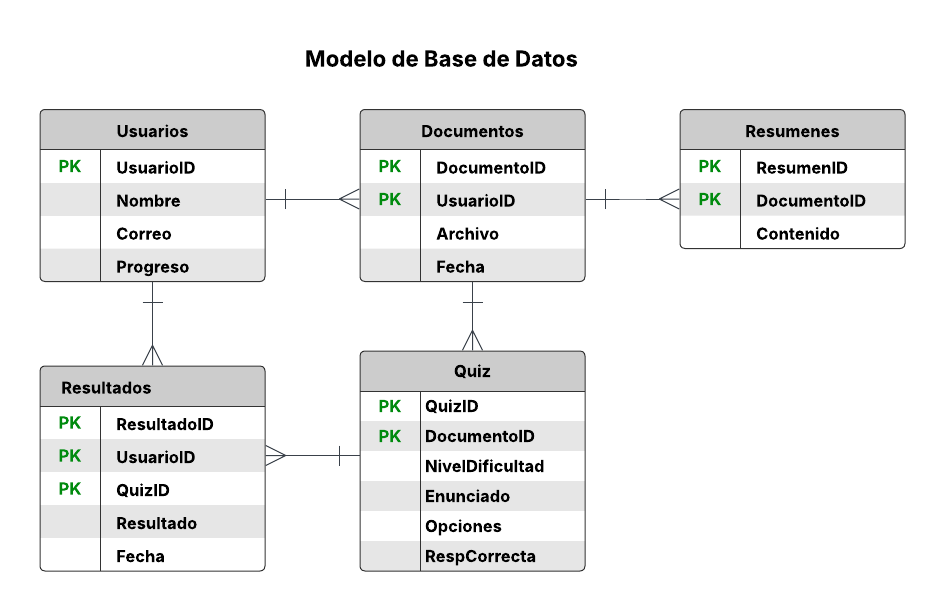 Modelo de Base de Datos
Usuarios
PK UsuarioID
Nombre
Correo
Progreso
Documentos
PK DocumentoID
PK UsuarioID
Archivo
Fecha
Resumenes
PK ResumenID
PK DocumentoID
Contenido
Resultados
PK ResultadoID
PK UsuarioID
PK QuizID
Resultado
Fecha
Quiz
PK QuizID
PK DocumentoID
NivelDificultad
Enunciado
Opciones
RespCorrecta